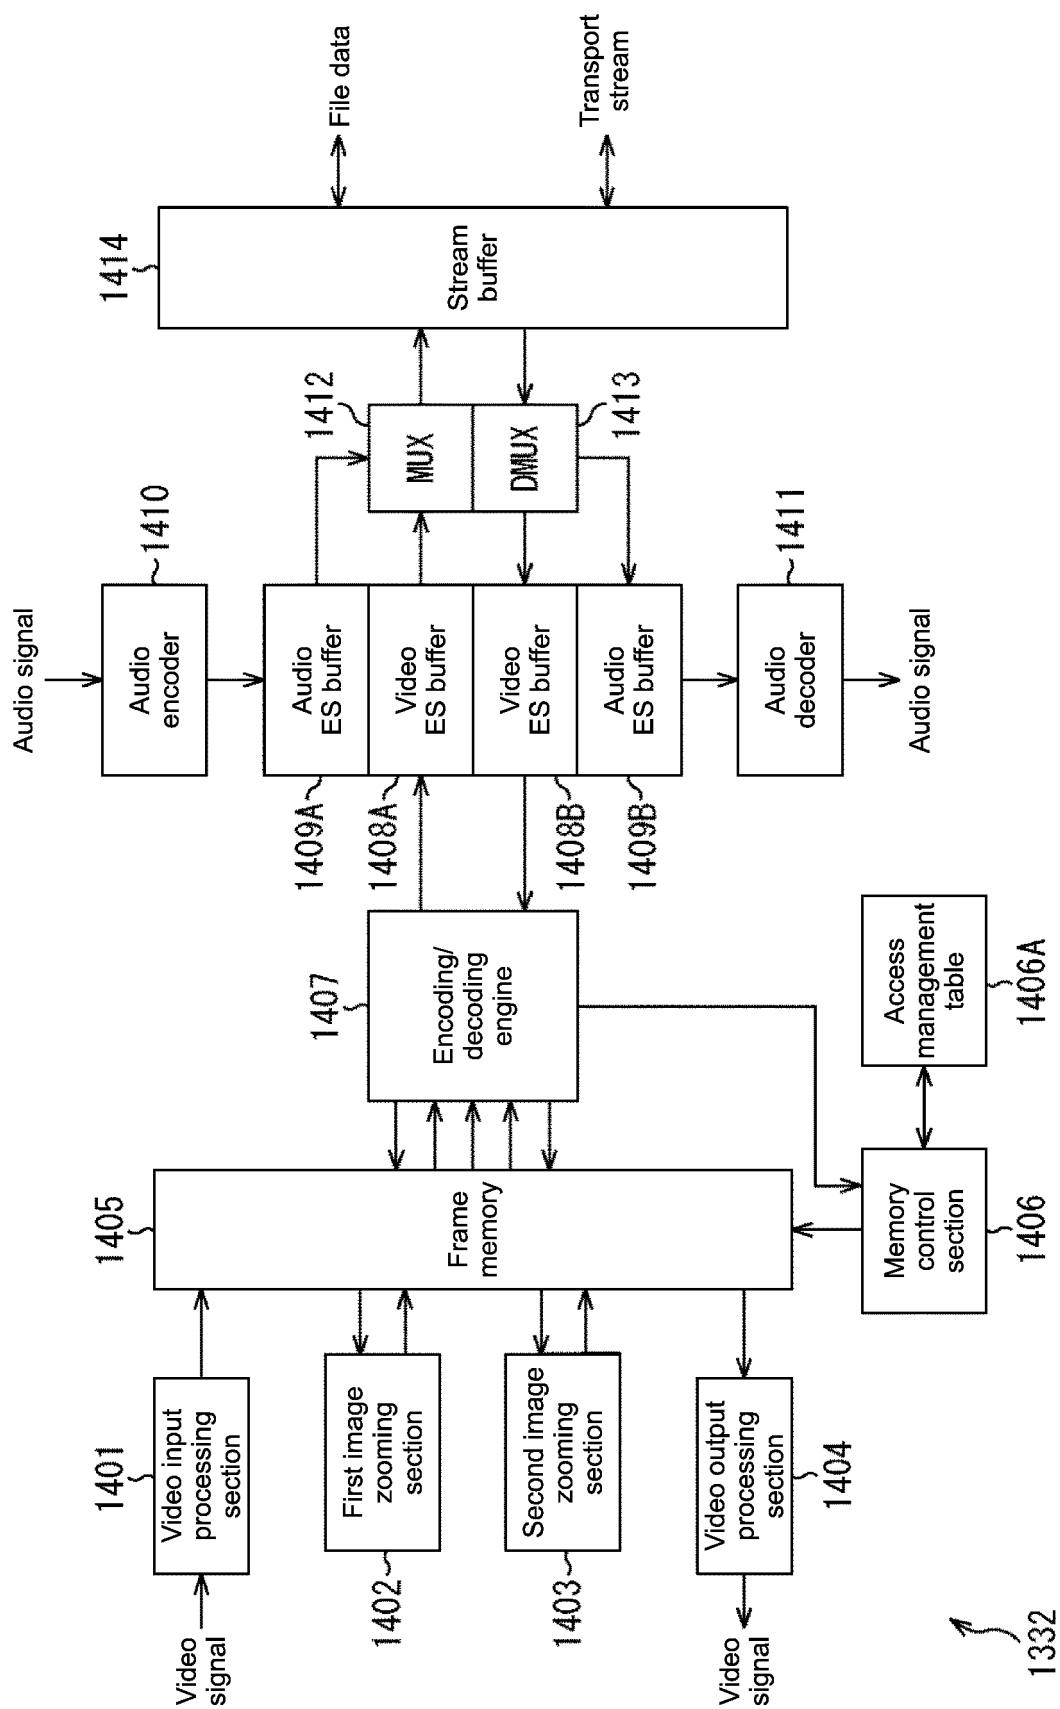 1401
Video
signal
Video input
processing
section
First image
zooming
section
1402
Second image
zooming
section
1403
Video output
processing
section
1404
Video
signal
1405
Frame
memory
Memory
control
section
1406
Access
management
table
1406A
1407
Encoding/
decoding
engine
Audio signal
Audio
encoder
1410
1409A
Audio
ES buffer
1408A
Video
ES buffer
1408B
Video
ES buffer
1409B
Audio
ES buffer
Audio
decoder
1411
Audio signal
1412
MUX
DMUX
1413
1414
Stream
buffer
File data
Transport
stream
1332